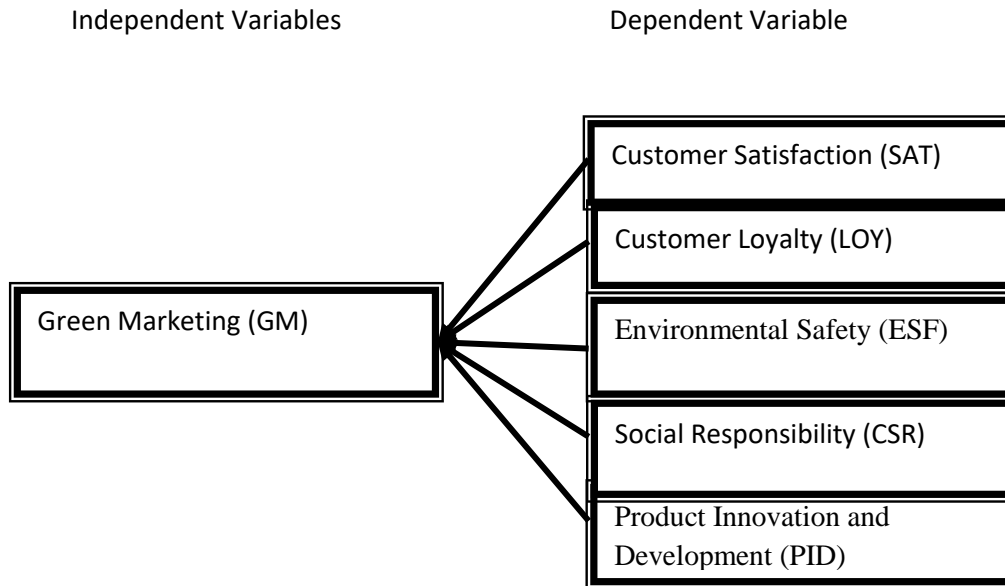 Independent Variables
Dependent Variable
Customer Satisfaction (SAT)
Customer Loyalty (LOY)
Green Marketing (GM)
Environmental Safety (ESF)
Social Responsibility (CSR)
Product Innovation and
Development (PID)